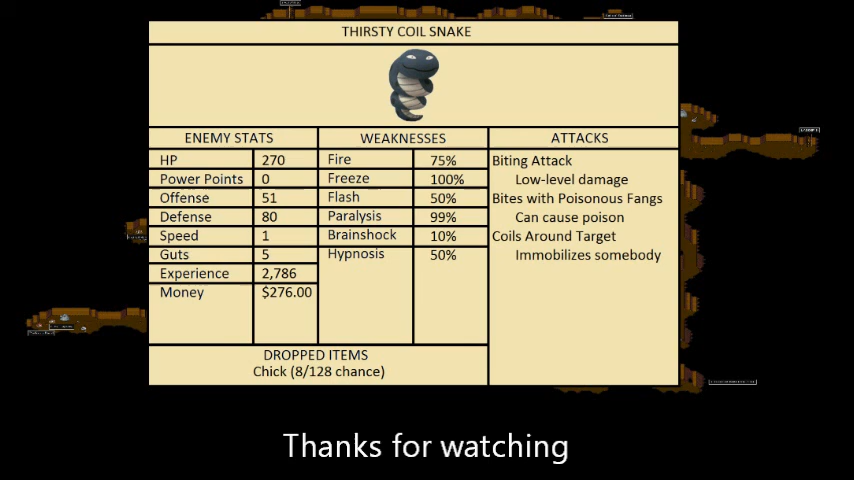 THIRSTY COIL SNAKE
ENEMY STATS
HP 270
Power Points 0
Offense 51
Defense 80
Speed 1
Guts 5
Experience 2,786
Money $276.00
WEAKNESSES
Fire 75%
Freeze 100%
Flash 50%
Paralysis 99%
Brainshock 10%
Hypnosis 50%
ATTACKS
Biting Attack
Low-level damage
Bites with Poisonous Fangs
Can cause poison
Coils Around Target
Immobilizes somebody
DROPPED ITEMS
Chick (8/128 chance)
Thanks for watching